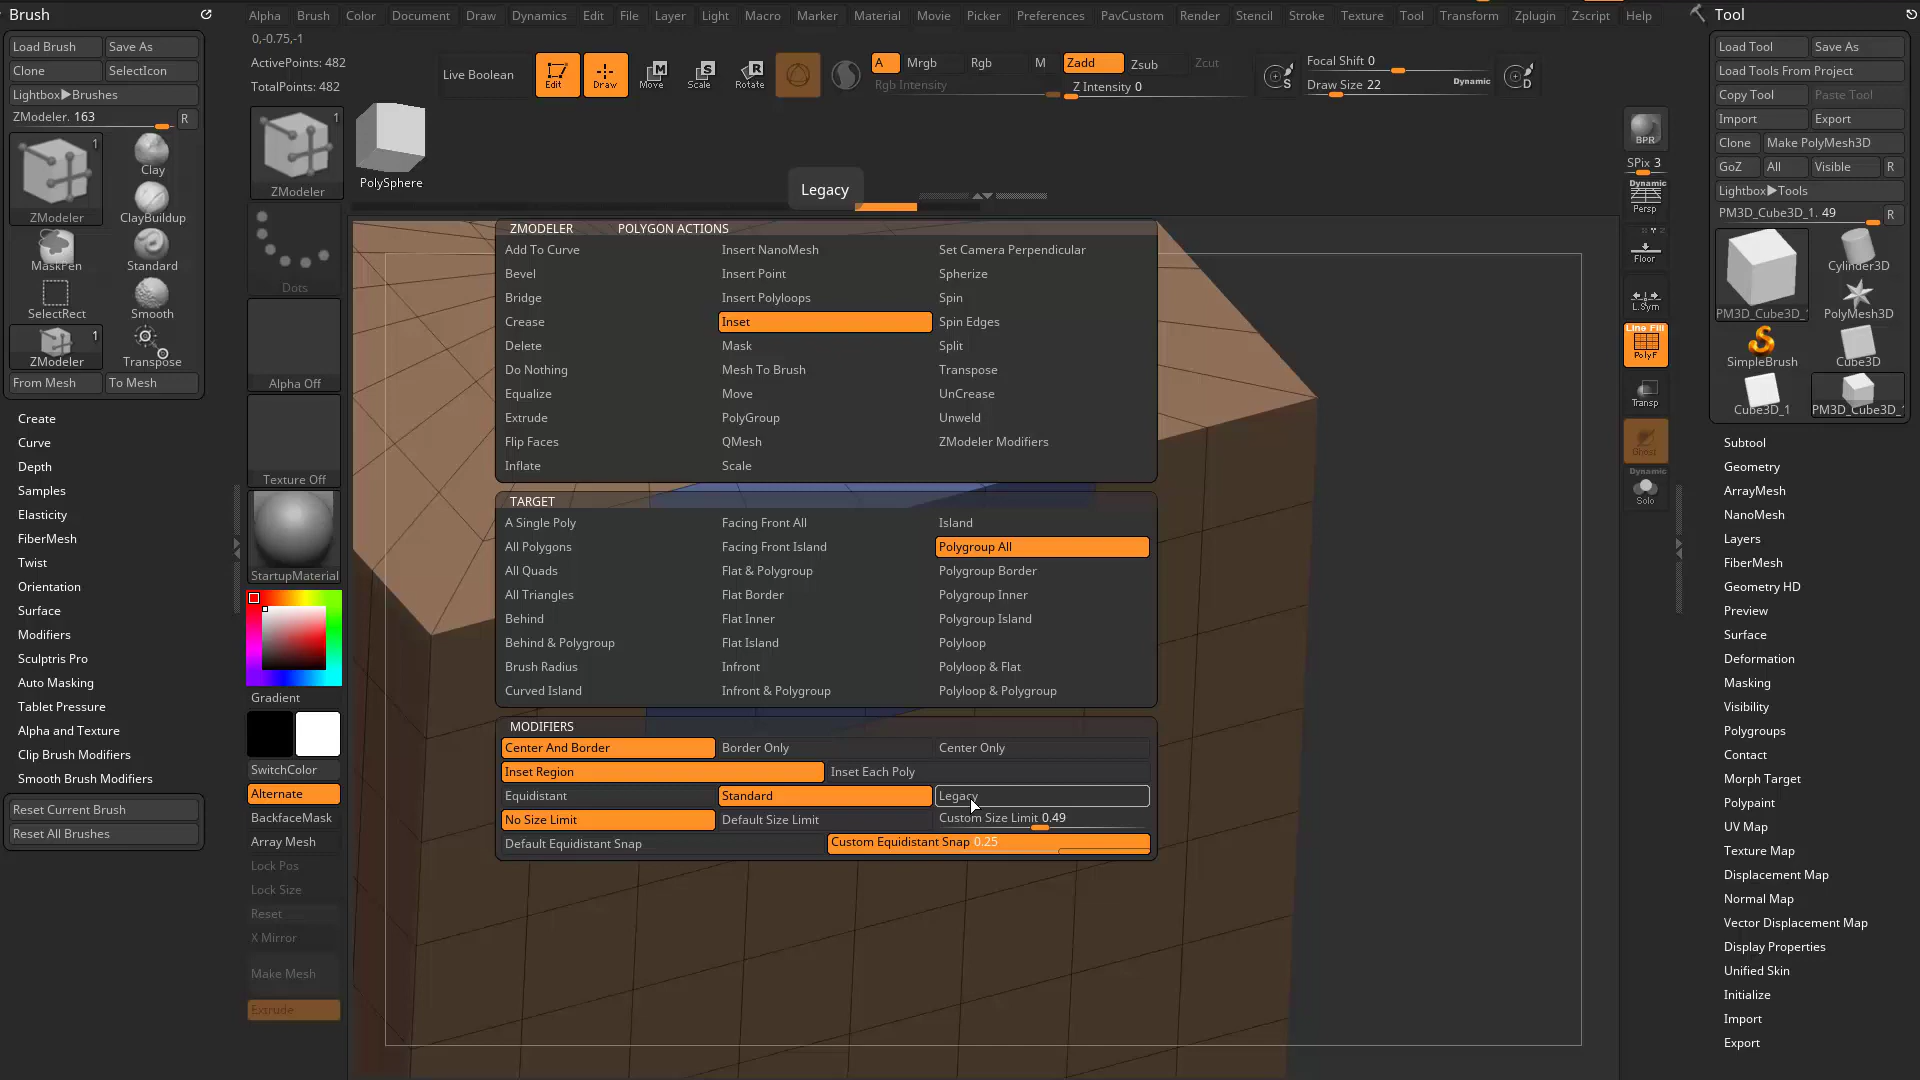 Brush
Load Brush Save As
Clone SelectIcon
Lightbox▶Brushes
ZModeler. 163 R
1
ZModeler Clay
ClayBuildup
MaskPen Standard
SelectRect Smooth
1
ZModeler Transpose
From Mesh To Mesh
Create
Curve
Depth
Samples
Elasticity
FiberMesh
Twist
Orientation
Surface
Modifiers
Sculptris Pro
Auto Masking
Tablet Pressure
Alpha and Texture
Clip Brush Modifiers
Smooth Brush Modifiers
Reset Current Brush
Reset All Brushes
Alpha Brush Color Document Draw Dynamics Edit File Layer Light Macro Marker Material Movie Picker Preferences PavCustom Render Stencil Stroke Texture Tool Transform Zplugin Zscript Help
0,-0.75,-1
ActivePoints: 482
TotalPoints: 482
Live Boolean Edit Draw Move Scale Rotate
A Mrgb Rgb M Zadd Zsub Zcut
Rgb Intensity Z Intensity 0
S Focal Shift 0
Draw Size 22 Dynamic D
1
ZModeler PolySphere
Dots
Alpha Off
Texture Off
StartupMaterial
Gradient
SwitchColor
Alternate
BackfaceMask
Array Mesh
Lock Pos
Lock Size
Reset
X Mirror
Make Mesh
Extrude
Legacy
ZMODELER POLYGON ACTIONS
Add To Curve Insert NanoMesh Set Camera Perpendicular
Bevel Insert Point Spherize
Bridge Insert Polyloops Spin
Crease Inset Spin Edges
Delete Mask Split
Do Nothing Mesh To Brush Transpose
Equalize Move UnCrease
Extrude PolyGroup Unweld
Flip Faces QMesh ZModeler Modifiers
Inflate Scale
TARGET
A Single Poly Facing Front All Island
All Polygons Facing Front Island Polygroup All
All Quads Flat & Polygroup Polygroup Border
All Triangles Flat Border Polygroup Inner
Behind Flat Inner Polygroup Island
Behind & Polygroup Flat Island Polyloop
Brush Radius Infront Polyloop & Flat
Curved Island Infront & Polygroup Polyloop & Polygroup
MODIFIERS
Center And Border Border Only Center Only
Inset Region Inset Each Poly
Equidistant Standard Legacy
No Size Limit Default Size Limit Custom Size Limit 0.49
Default Equidistant Snap Custom Equidistant Snap 0.25
BPR
SPix 3
Dynamic
Persp
Floor
L.Sym
Line Fill
PolyF
Transp
Ghost
Dynamic
Solo
Tool
Load Tool Save As
Load Tools From Project
Copy Tool Paste Tool
Import Export
Clone Make PolyMesh3D
GoZ All Visible R
Lightbox▶Tools
PM3D_Cube3D_1. 49 R
PM3D_Cube3D_ Cylinder3D
PolyMesh3D
SimpleBrush Cube3D
Cube3D_1 PM3D_Cube3D_
Subtool
Geometry
ArrayMesh
NanoMesh
Layers
FiberMesh
Geometry HD
Preview
Surface
Deformation
Masking
Visibility
Polygroups
Contact
Morph Target
Polypaint
UV Map
Texture Map
Displacement Map
Normal Map
Vector Displacement Map
Display Properties
Unified Skin
Initialize
Import
Export